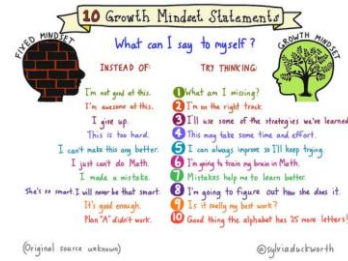 10 Growth Mindset Statements
FIXED MINDSET
GROWTH MINDSET
What can I say to myself?
INSTEAD OF:
TRY THINKING:
I'm not good at this.
1 What am I missing?
I'm awesome at this.
2 I'm on the right track.
I give up.
3 I'll use some of the strategies we've learned
This is too hard.
4 This may take some time and effort.
I can't make this any better.
5 I can always improve so I'll keep trying.
I just can't do Math.
6 I'm going to train my brain in Math.
I made a mistake.
7 Mistakes help me to learn better.
She's so smart. I will never be that smart.
8 I'm going to figure out how she does it.
It's good enough.
9 Is it really my best work?
Plan "A" didn't work.
10 Good thing the alphabet has 25 more letters!
(Original source unknown)
@sylviaduckworth